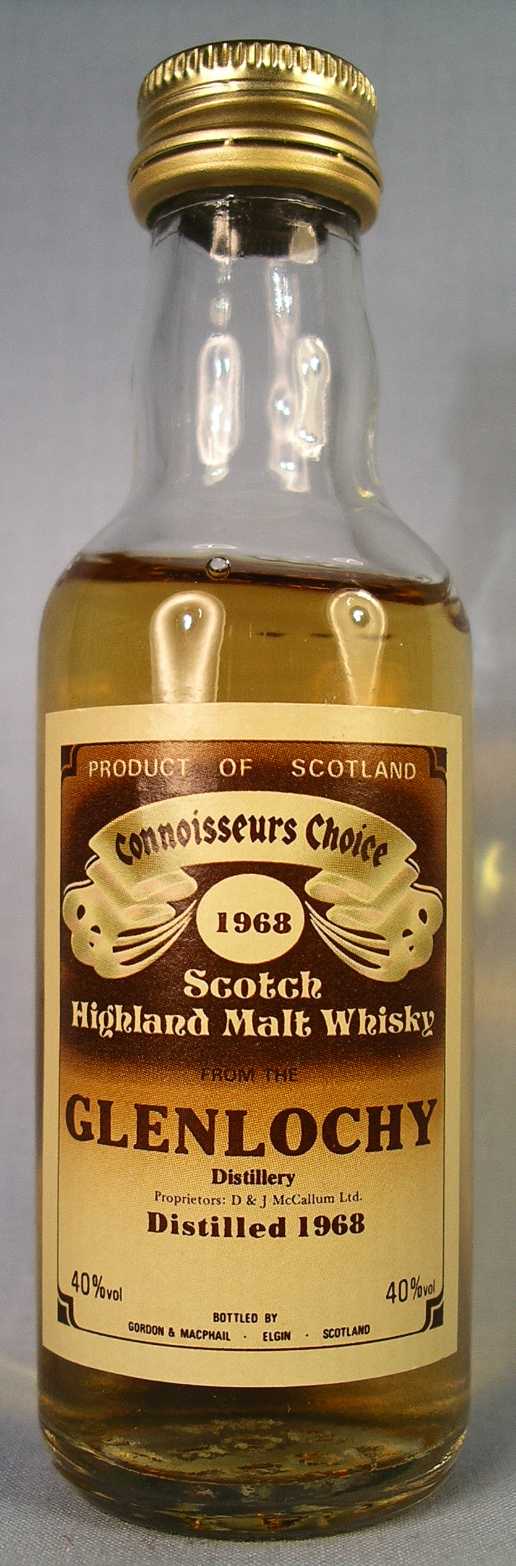 PRODUCT OF SCOTLAND
Connoisseurs Choice
1968
Scotch
Highland Malt Whisky
FROM THE
GLENLOCHY
Distillery
Proprietors: D & J McCallum Ltd.
Distilled 1968
40%vol 40%vol
BOTTLED BY
GORDON & MACPHAIL · ELGIN · SCOTLAND